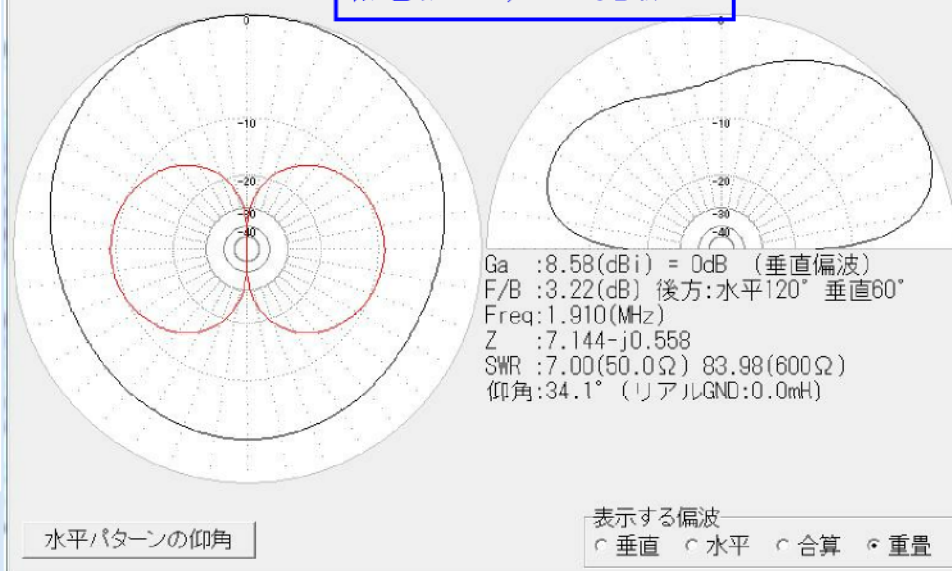 0
-10
-20
-30
-40
0
-10
-20
-30
-40
Ga :8.58(dBi) = 0dB (垂直偏波)
F/B :3.22(dB) 後方:水平120° 垂直60°
Freq:1.910(MHz)
Z :7.144-j0.558
SWR :7.00(50.0Ω) 83.98(600Ω)
仰角:34.1° (リアルGND:0.0mH)
水平パターンの仰角
表示する偏波
垂直 水平 合算 重畳